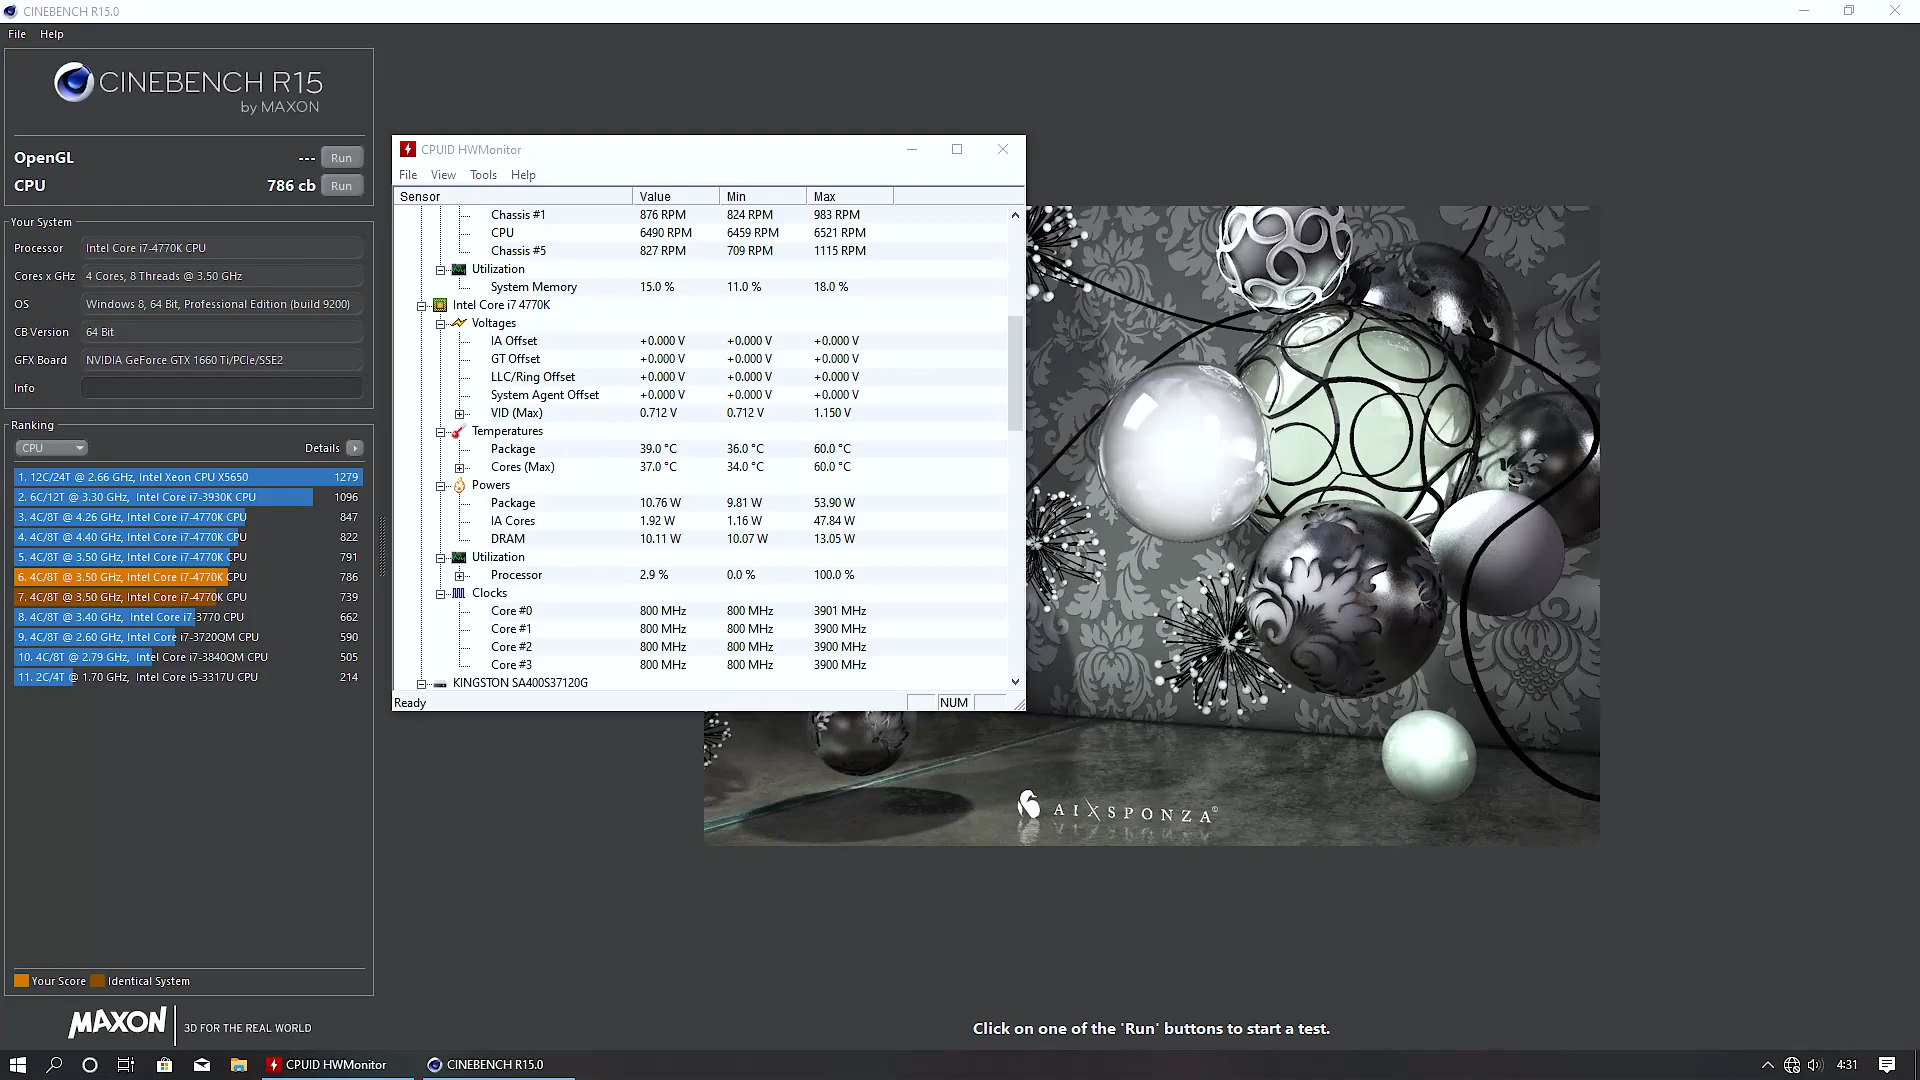 CINEBENCH R15.0
File Help
CINEBENCH R15
by MAXON
OpenGL --- Run
CPU 786 cb Run
Your System
Processor Intel Core i7-4770K CPU
Cores x GHz 4 Cores, 8 Threads @ 3.50 GHz
OS Windows 8, 64 Bit, Professional Edition (build 9200)
CB Version 64 Bit
GFX Board NVIDIA GeForce GTX 1660 Ti/PCIe/SSE2
Info
Ranking
CPU Details
1. 12C/24T @ 2.66 GHz, Intel Xeon CPU X5650 1279
2. 6C/12T @ 3.30 GHz, Intel Core i7-3930K CPU 1096
3. 4C/8T @ 4.26 GHz, Intel Core i7-4770K CPU 847
4. 4C/8T @ 4.40 GHz, Intel Core i7-4770K CPU 822
5. 4C/8T @ 3.50 GHz, Intel Core i7-4770K CPU 791
6. 4C/8T @ 3.50 GHz, Intel Core i7-4770K CPU 786
7. 4C/8T @ 3.50 GHz, Intel Core i7-4770K CPU 739
8. 4C/8T @ 3.40 GHz, Intel Core i7-3770 CPU 662
9. 4C/8T @ 2.60 GHz, Intel Core i7-3720QM CPU 590
10. 4C/8T @ 2.79 GHz, Intel Core i7-3840QM CPU 505
11. 2C/4T @ 1.70 GHz, Intel Core i5-3317U CPU 214
Your Score Identical System
MAXON 3D FOR THE REAL WORLD
CPUID HWMonitor
File View Tools Help
Sensor Value Min Max
Chassis #1 876 RPM 824 RPM 983 RPM
CPU 6490 RPM 6459 RPM 6521 RPM
Chassis #5 827 RPM 709 RPM 1115 RPM
Utilization
System Memory 15.0 % 11.0 % 18.0 %
Intel Core i7 4770K
Voltages
IA Offset +0.000 V +0.000 V +0.000 V
GT Offset +0.000 V +0.000 V +0.000 V
LLC/Ring Offset +0.000 V +0.000 V +0.000 V
System Agent Offset +0.000 V +0.000 V +0.000 V
VID (Max) 0.712 V 0.712 V 1.150 V
Temperatures
Package 39.0 °C 36.0 °C 60.0 °C
Cores (Max) 37.0 °C 34.0 °C 60.0 °C
Powers
Package 10.76 W 9.81 W 53.90 W
IA Cores 1.92 W 1.16 W 47.84 W
DRAM 10.11 W 10.07 W 13.05 W
Utilization
Processor 2.9 % 0.0 % 100.0 %
Clocks
Core #0 800 MHz 800 MHz 3901 MHz
Core #1 800 MHz 800 MHz 3900 MHz
Core #2 800 MHz 800 MHz 3900 MHz
Core #3 800 MHz 800 MHz 3900 MHz
KINGSTON SA400S37120G
Ready NUM
AIXSPONZA©
Click on one of the 'Run' buttons to start a test.
CPUID HWMonitor CINEBENCH R15.0 4:31